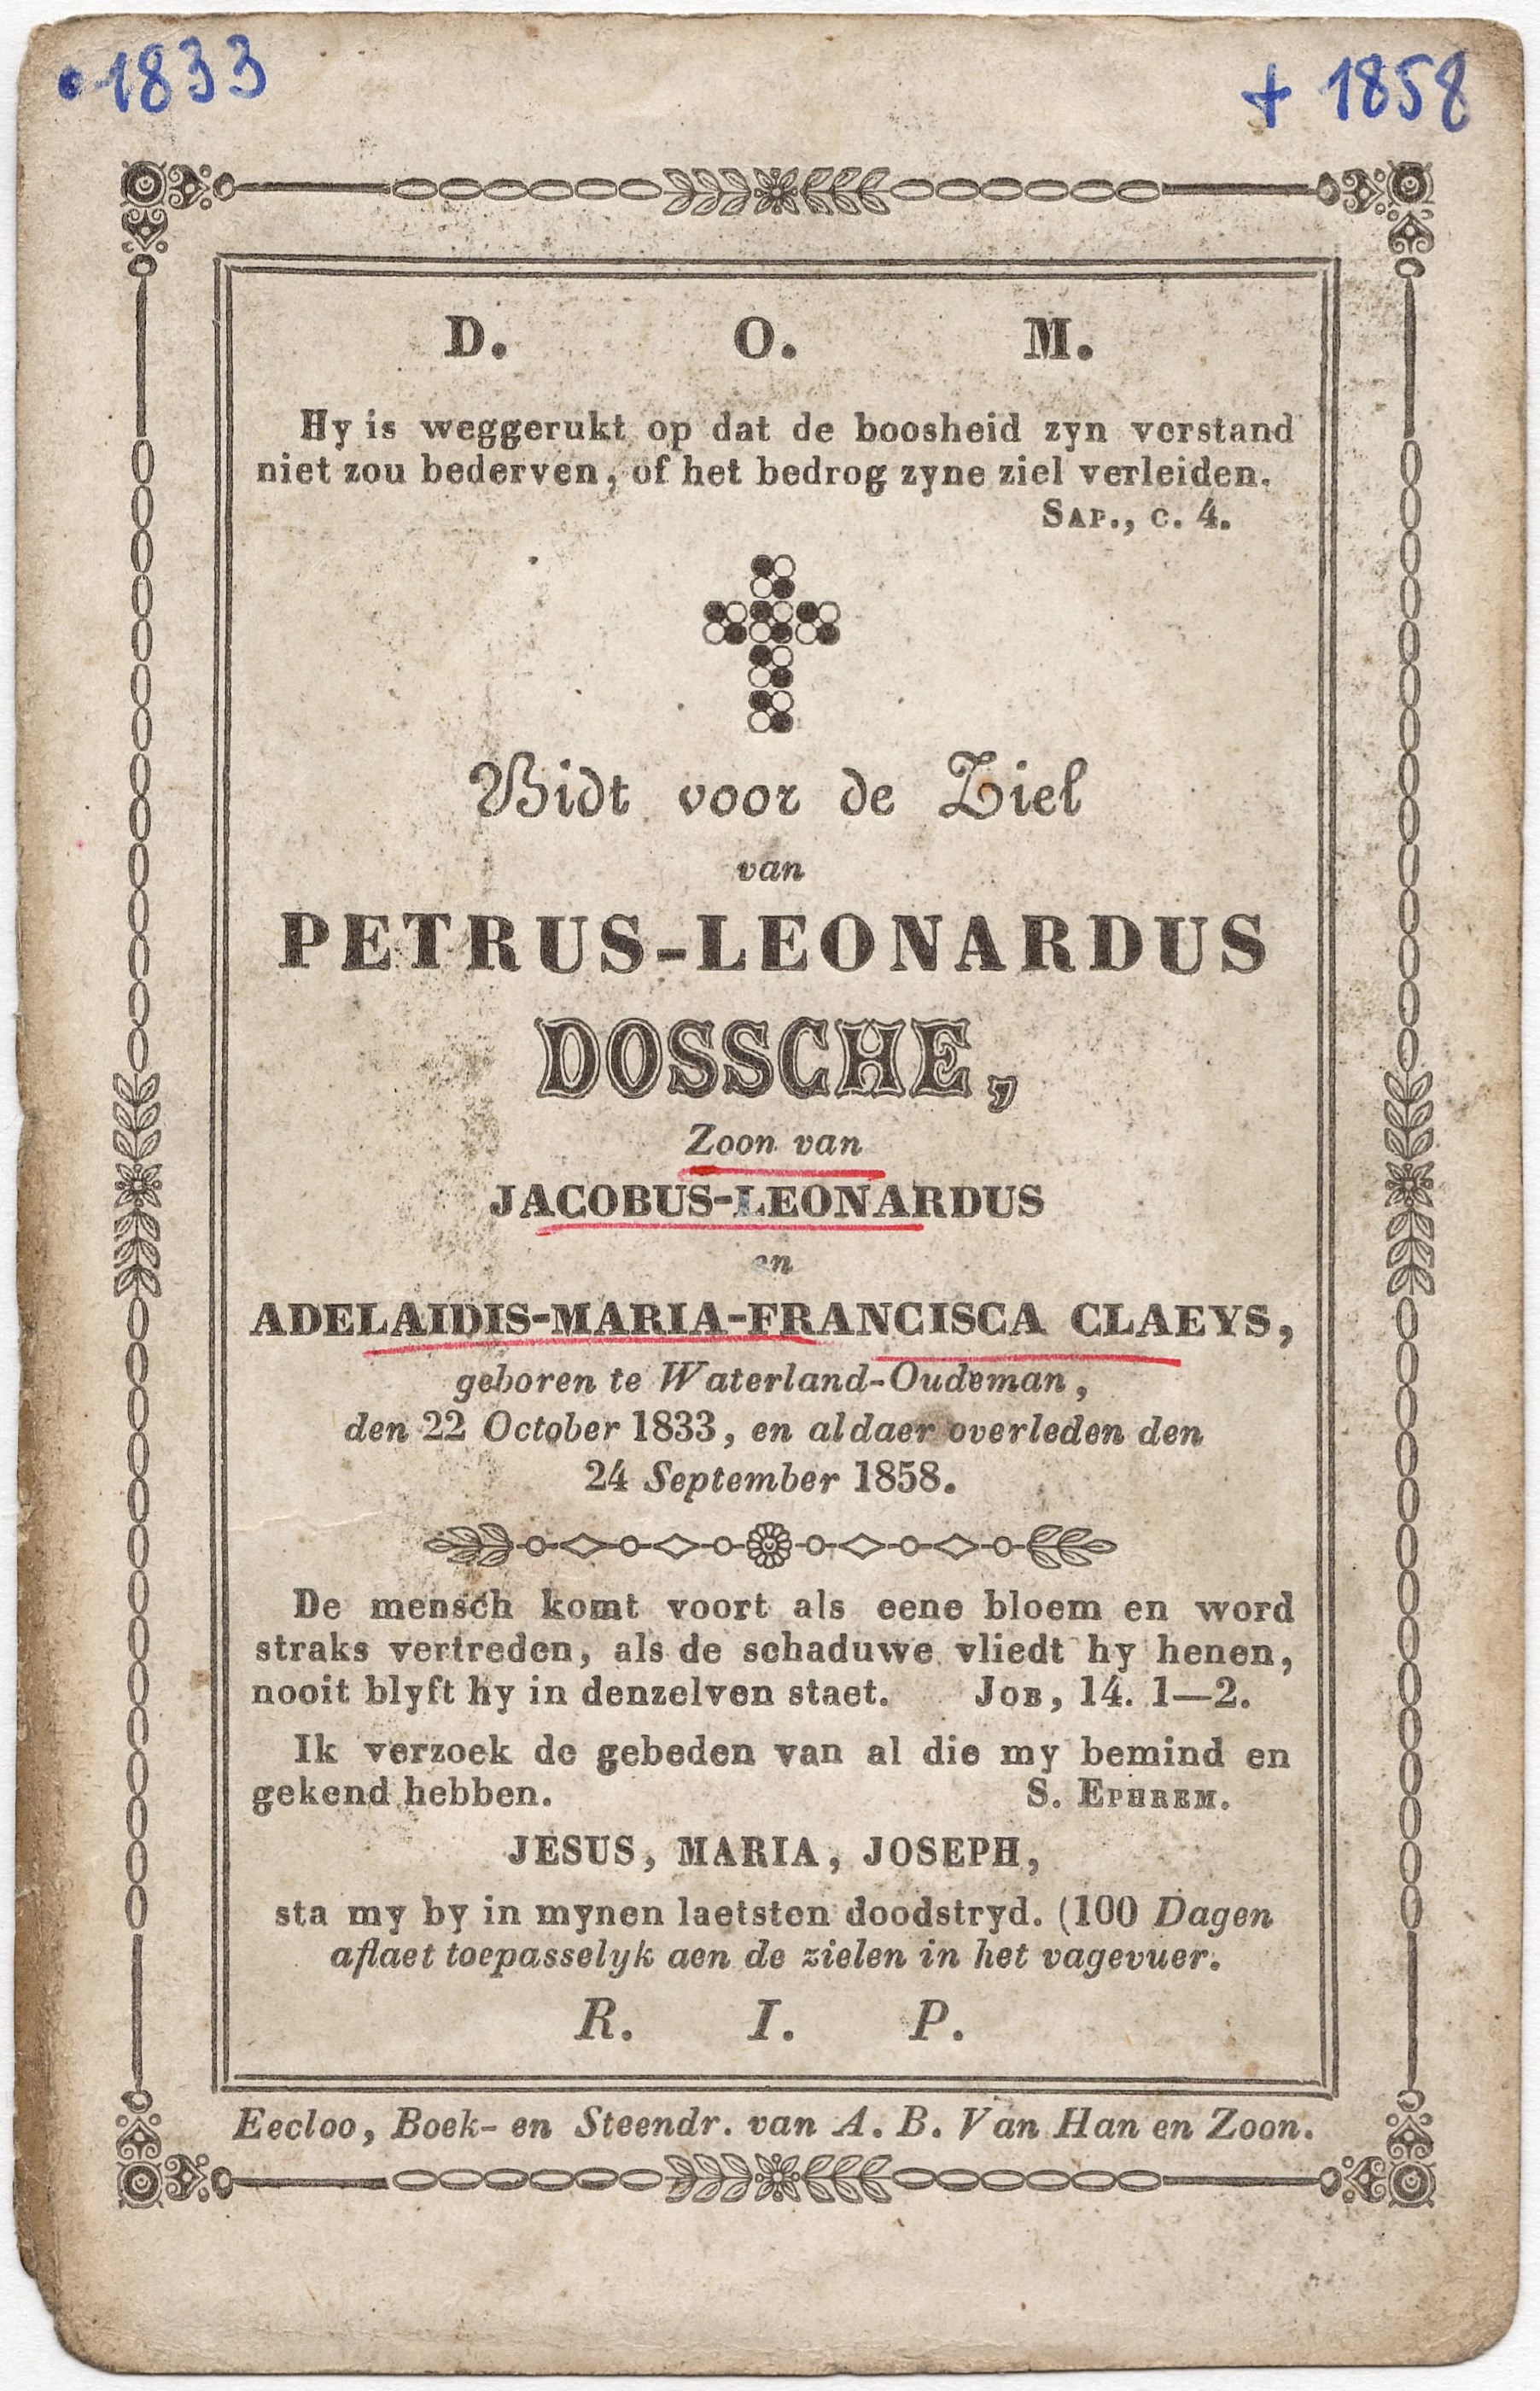 • 1833 + 1858
D. O. M.
Hy is weggerukt op dat de boosheid zyn verstand
niet zou bederven, of het bedrog zyne ziel verleiden.
SAP., C. 4.
Bidt voor de Ziel
van
PETRUS-LEONARDUS
DOSSCHE,
Zoon van
JACOBUS-LEONARDUS
en
ADELAIDIS-MARIA-FRANCISCA CLAEYS,
geboren te Waterland-Oudeman,
den 22 October 1833, en aldaer overleden den
24 September 1858.
De mensch komt voort als eene bloem en word
straks vertreden, als de schaduwe vliedt hy henen,
nooit blyft hy in denzelven staet. JOB, 14. 1—2.
Ik verzoek de gebeden van al die my bemind en
gekend hebben. S. EPHREM.
JESUS, MARIA, JOSEPH,
sta my by in mynen laetsten doodstryd. (100 Dagen
aflaet toepasselyk aen de zielen in het vagevuer.
R. I. P.
Eecloo, Boek- en Steendr. van A. B. Van Han en Zoon.